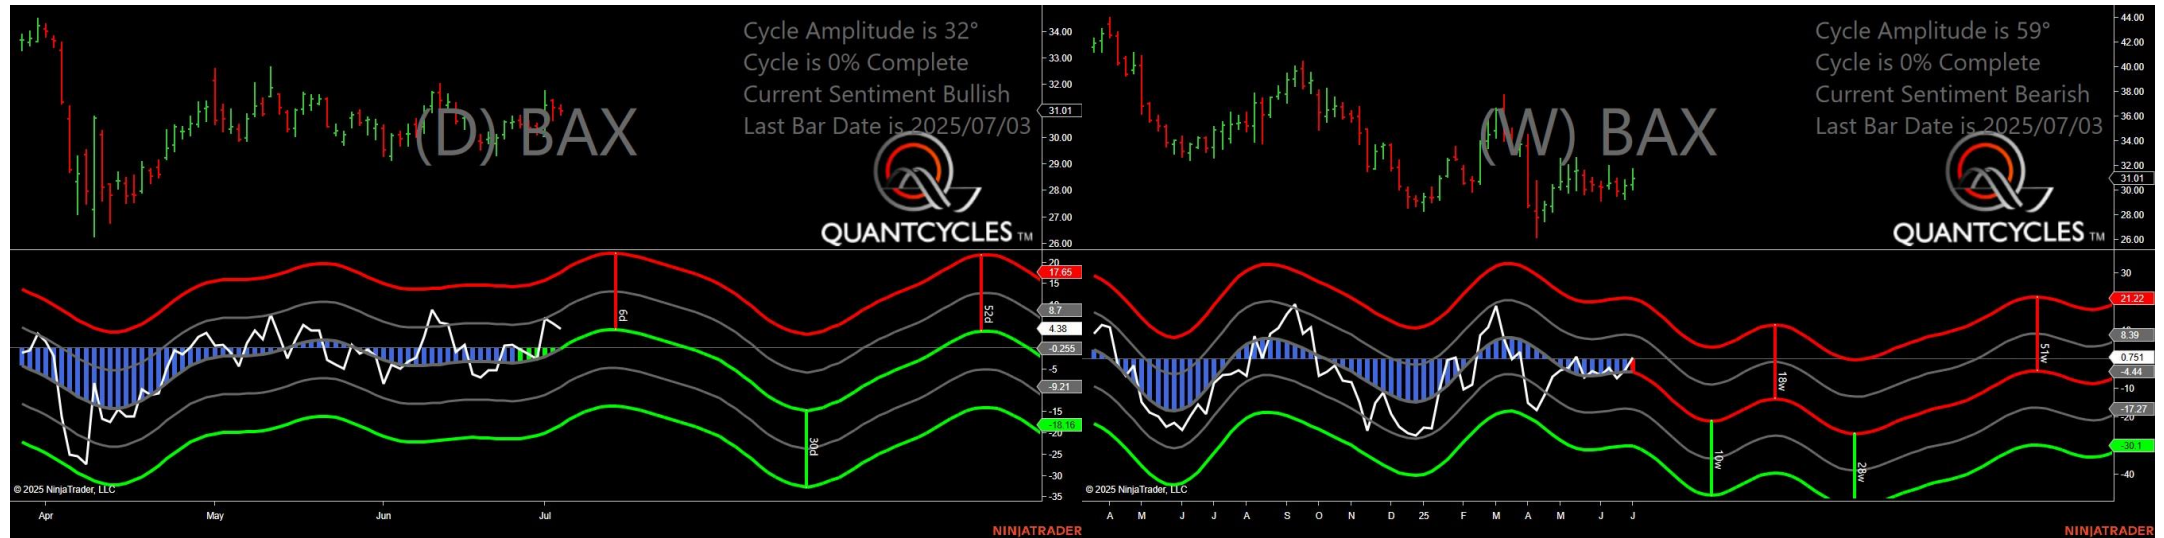 Cycle Amplitude is 32°
Cycle is 0% Complete
Current Sentiment Bullish
Last Bar Date is 2025/07/03
(D) BAX
QUANTCYCLES TM
34.00
33.00
32.00
31.01
30.00
29.00
28.00
27.00
26.00
20
17.65
15
8.7
4.38
-0.255
-5
-9.21
-15
-18.16
-20
-25
-30
-35
6d
30d
52d
© 2025 NinjaTrader, LLC
Apr May Jun Jul
NINJATRADER
Cycle Amplitude is 59°
Cycle is 0% Complete
Current Sentiment Bearish
Last Bar Date is 2025/07/03
(W) BAX
QUANTCYCLES TM
44.00
42.00
40.00
38.00
36.00
34.00
32.00
31.01
30.00
28.00
26.00
30
21.22
8.39
0.751
-4.44
-10
-17.27
-20
-30.1
-40
10w
18w
28w
51w
© 2025 NinjaTrader, LLC
A M J J A S O N D 25 F M A M J J
NINJATRADER